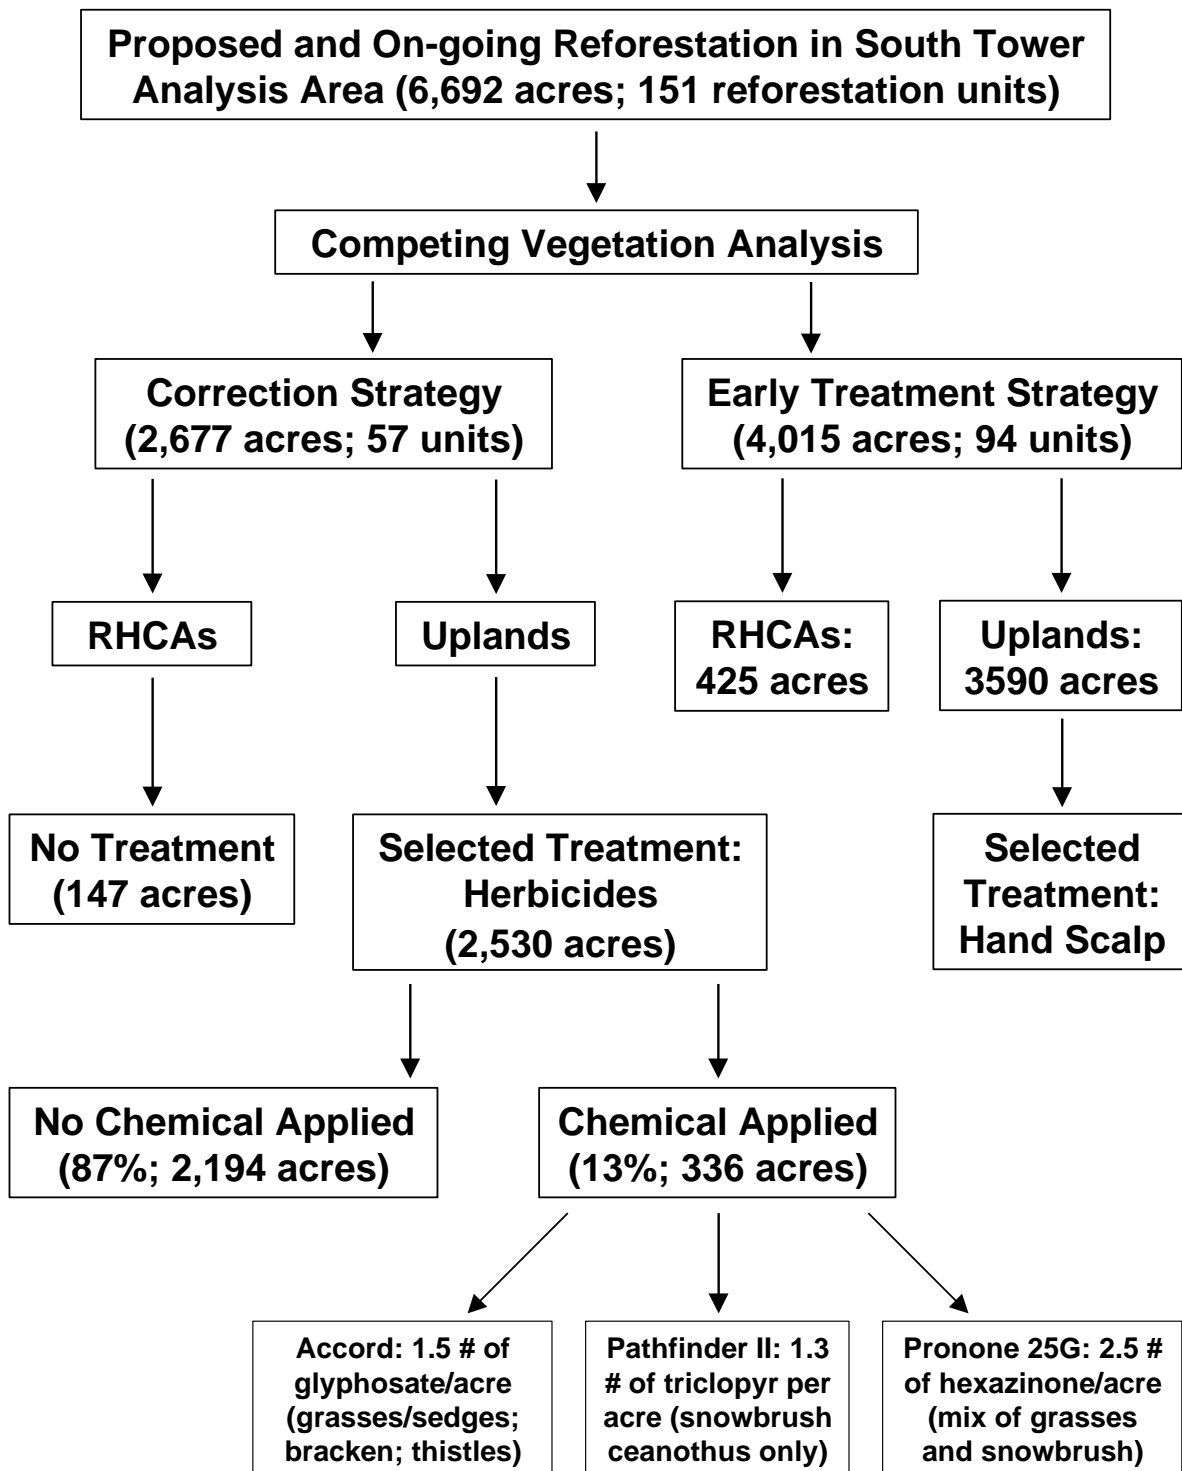 Proposed and On-going Reforestation in South Tower
Analysis Area (6,692 acres; 151 reforestation units)
Competing Vegetation Analysis
Correction Strategy
(2,677 acres; 57 units)
Early Treatment Strategy
(4,015 acres; 94 units)
RHCAs
Uplands
RHCAs:
425 acres
Uplands:
3590 acres
No Treatment
(147 acres)
Selected Treatment:
Herbicides
(2,530 acres)
Selected
Treatment:
Hand Scalp
No Chemical Applied
(87%; 2,194 acres)
Chemical Applied
(13%; 336 acres)
Accord: 1.5 # of
glyphosate/acre
(grasses/sedges;
bracken; thistles)
Pathfinder II: 1.3
# of triclopyr per
acre (snowbrush
ceanothus only)
Pronone 25G: 2.5 #
of hexazinone/acre
(mix of grasses
and snowbrush)